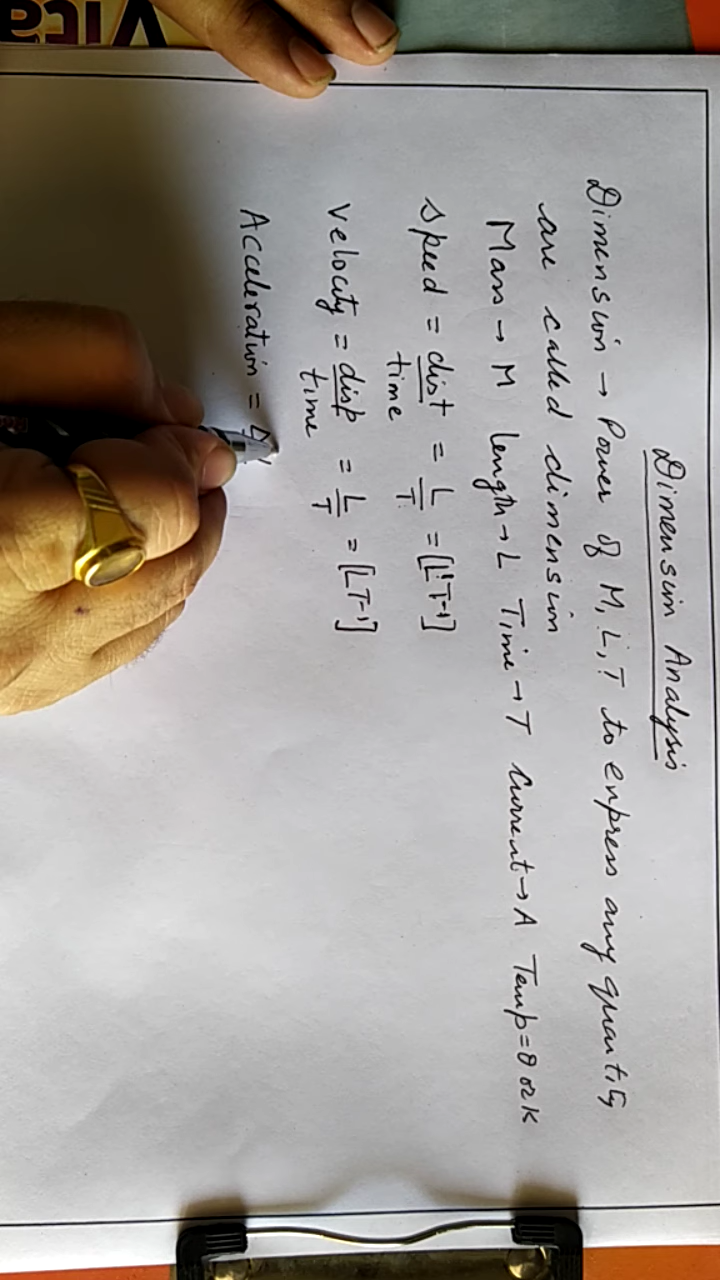 Vita
Dimension Analysis
Dimension → Power of M, L, T to express any quantity
are called dimension
Mass → M length → L Time → T Current → A Temp = θ or K
Speed = dist/time = L/T = [L¹T-1]
Velocity = disp/time = L/T = [LT-1]
Acceleration =